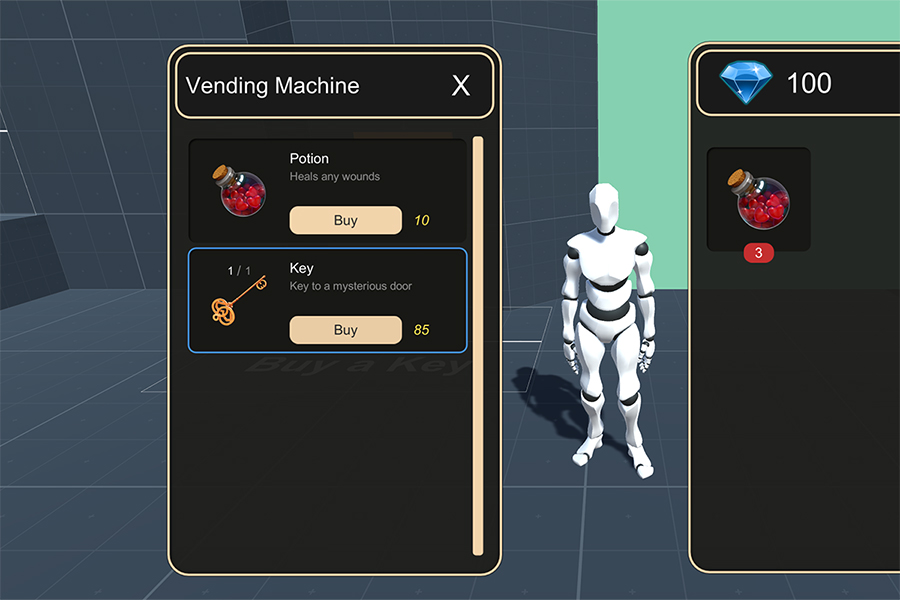 Vending Machine X
100
Potion
Heals any wounds
Buy 10
3
1 / 1
Key
Key to a mysterious door
Buy 85
Buy a Key